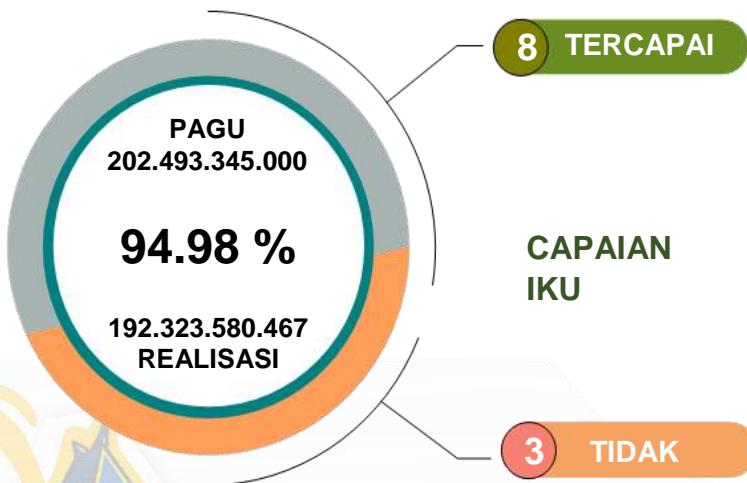 8 TERCAPAI
PAGU
202.493.345.000
94.98 %
192.323.580.467
REALISASI
CAPAIAN
IKU
3 TIDAK